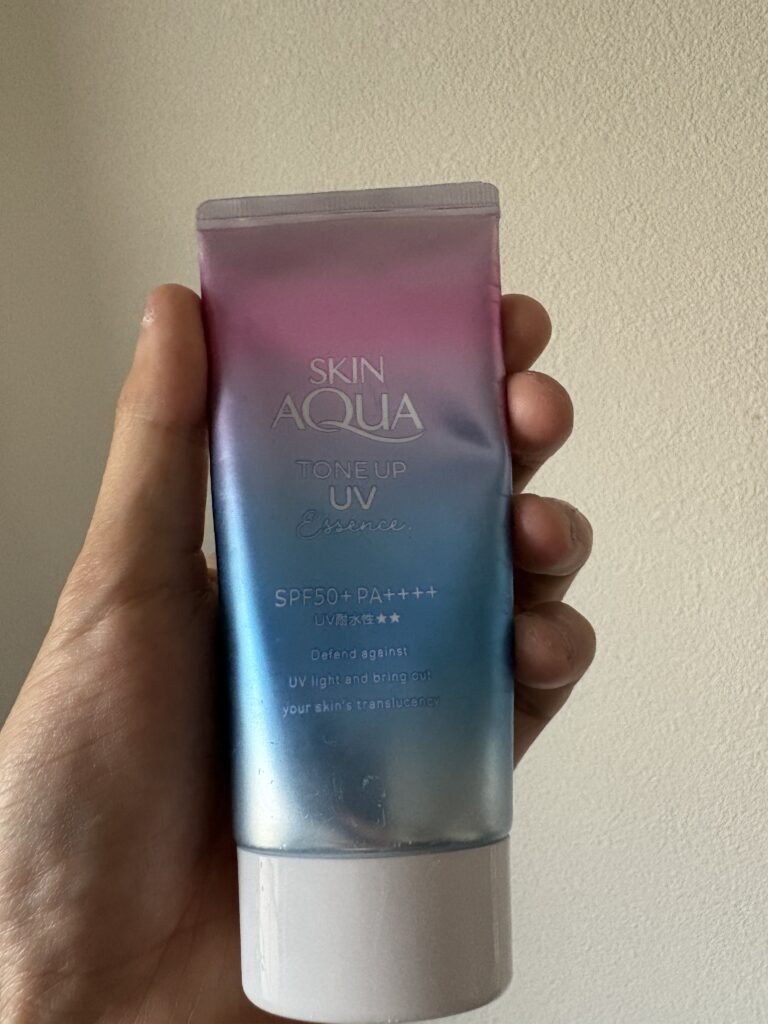 SKIN
AQUA
TONE UP
UV
Essence.
SPF50+ PA++++
UV耐水性★★
Defend against
UV light and bring out
your skin's translucency